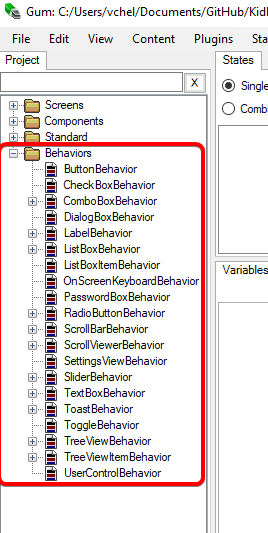 Gum: C:/Users/vchel/Documents/GitHub/Kid
File Edit View Content Plugins
Project
States
X
Single
Screens
Components
Combi
Standard
Behaviors
ButtonBehavior
CheckBoxBehavior
ComboBoxBehavior
DialogBoxBehavior
LabelBehavior
ListBoxBehavior
ListBoxItemBehavior
Variables
OnScreenKeyboardBehavior
PasswordBoxBehavior
RadioButtonBehavior
ScrollBarBehavior
ScrollViewerBehavior
SettingsViewBehavior
SliderBehavior
TextBoxBehavior
ToastBehavior
ToggleBehavior
TreeViewBehavior
TreeViewItemBehavior
UserControlBehavior